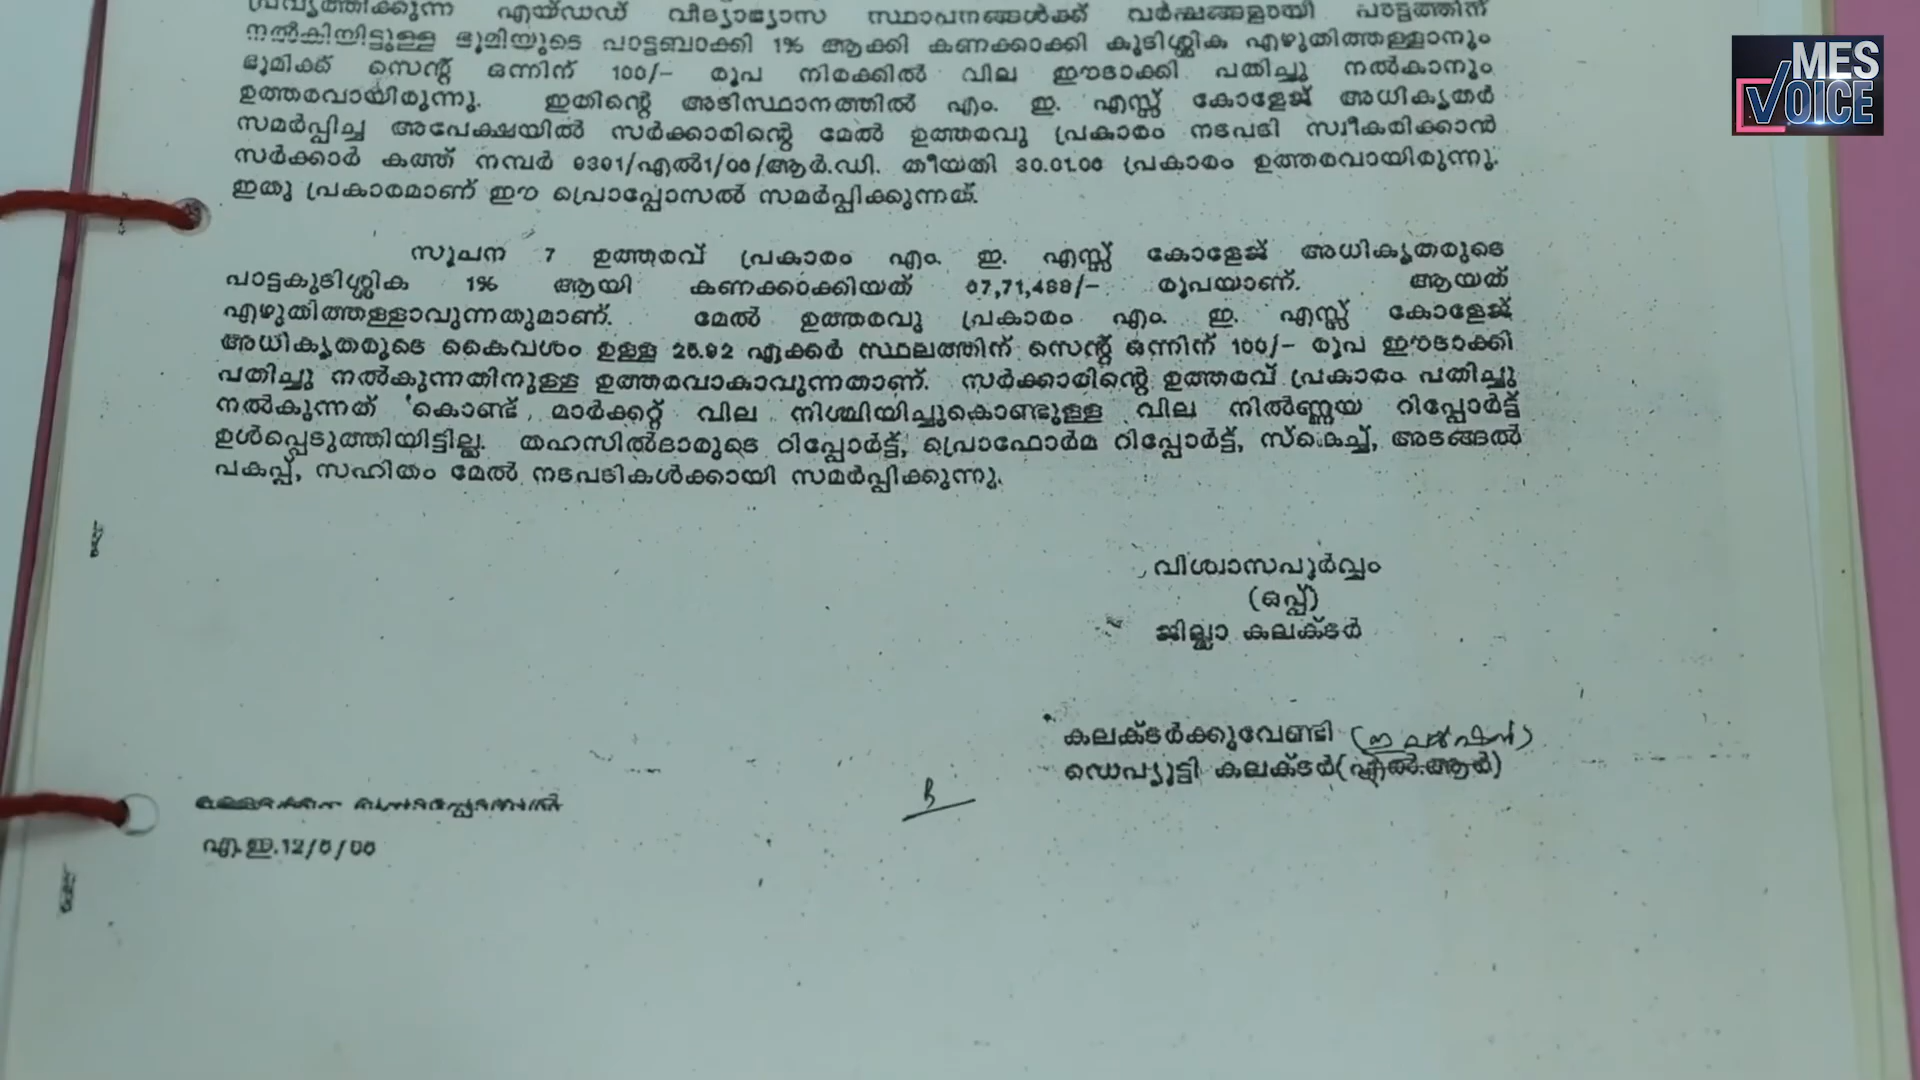 പ്രവൃത്തിക്കുന്ന എയ്ഡഡ് വിദ്യാഭ്യാസ സ്ഥാപനങ്ങൾക്ക് വർഷങ്ങളായി പാട്ടത്തിന്
നൽകിയിട്ടുള്ള ഭൂമിയുടെ പാട്ടബാക്കി 1% ആക്കി കണക്കാക്കി കുടിശ്ശിക എഴുതിത്തള്ളാനും
ഭൂമിക്ക് സെന്റ് ഒന്നിന് 100/- രൂപ നിരക്കിൽ വില ഈടാക്കി പതിച്ചു നൽകാനും
ഉത്തരവായിരുന്നു. ഇതിന്റെ അടിസ്ഥാനത്തിൽ എം. ഇ. എസ്സ് കോളേജ് അധികൃതർ
സമർപ്പിച്ച അപേക്ഷയിൽ സർക്കാരിന്റെ മേൽ ഉത്തരവു പ്രകാരം നടപടി സ്വീകരിക്കാൻ
സർക്കാർ കത്ത് നമ്പർ തീയതി പ്രകാരം ഉത്തരവായിരുന്നു.
ഇതു പ്രകാരമാണ് ഈ പ്രൊപ്പോസൽ സമർപ്പിക്കുന്നത്.
സൂചന 7 ഉത്തരവ് പ്രകാരം എം. ഇ. എസ്സ് കോളേജ് അധികൃതരുടെ
പാട്ടകുടിശ്ശിക 1% ആയി കണക്കാക്കിയത് രൂപയാണ്. ആയത്
എഴുതിത്തള്ളാവുന്നതുമാണ്. മേൽ ഉത്തരവു പ്രകാരം എം. ഇ. എസ്സ് കോളേജ്
അധികൃതരുടെ കൈവശം ഉള്ള ഏക്കർ സ്ഥലത്തിന് സെന്റ് ഒന്നിന് 100/- രൂപ ഈടാക്കി
പതിച്ചു നൽകുന്നതിനുള്ള ഉത്തരവാകാവുന്നതാണ്. സർക്കാരിന്റെ ഉത്തരവ് പ്രകാരം പതിച്ചു
നൽകുന്നത് കൊണ്ട് മാർക്കറ്റ് വില നിശ്ചിയിച്ചുകൊണ്ടുള്ള വില നിർണ്ണയ റിപ്പോർട്ട്
ഉൾപ്പെടുത്തിയിട്ടില്ല. തഹസിൽദാരുടെ റിപ്പോർട്ട്, പ്രൊഫോർമ റിപ്പോർട്ട്, സ്കെച്ച്, അടങ്ങൽ
പകപ്പ്, സഹിതം മേൽ നടപടികൾക്കായി സമർപ്പിക്കുന്നു.
വിശ്വാസപൂർവ്വം
(ഒപ്പ്)
ജില്ലാ കലക്ടർ
കലക്ടർക്കുവേണ്ടി
ഡെപ്യൂട്ടി കലക്ടർ(എൽ.ആർ)
MES
VOICE